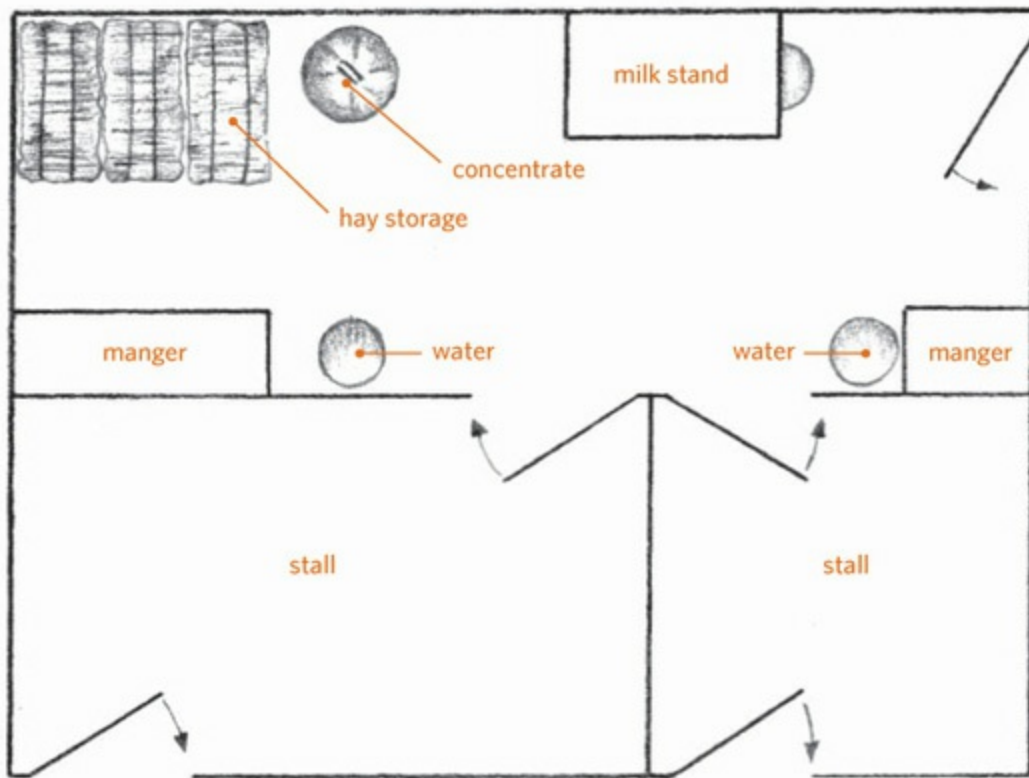 milk stand
concentrate
hay storage
manger
water
water
manger
stall
stall